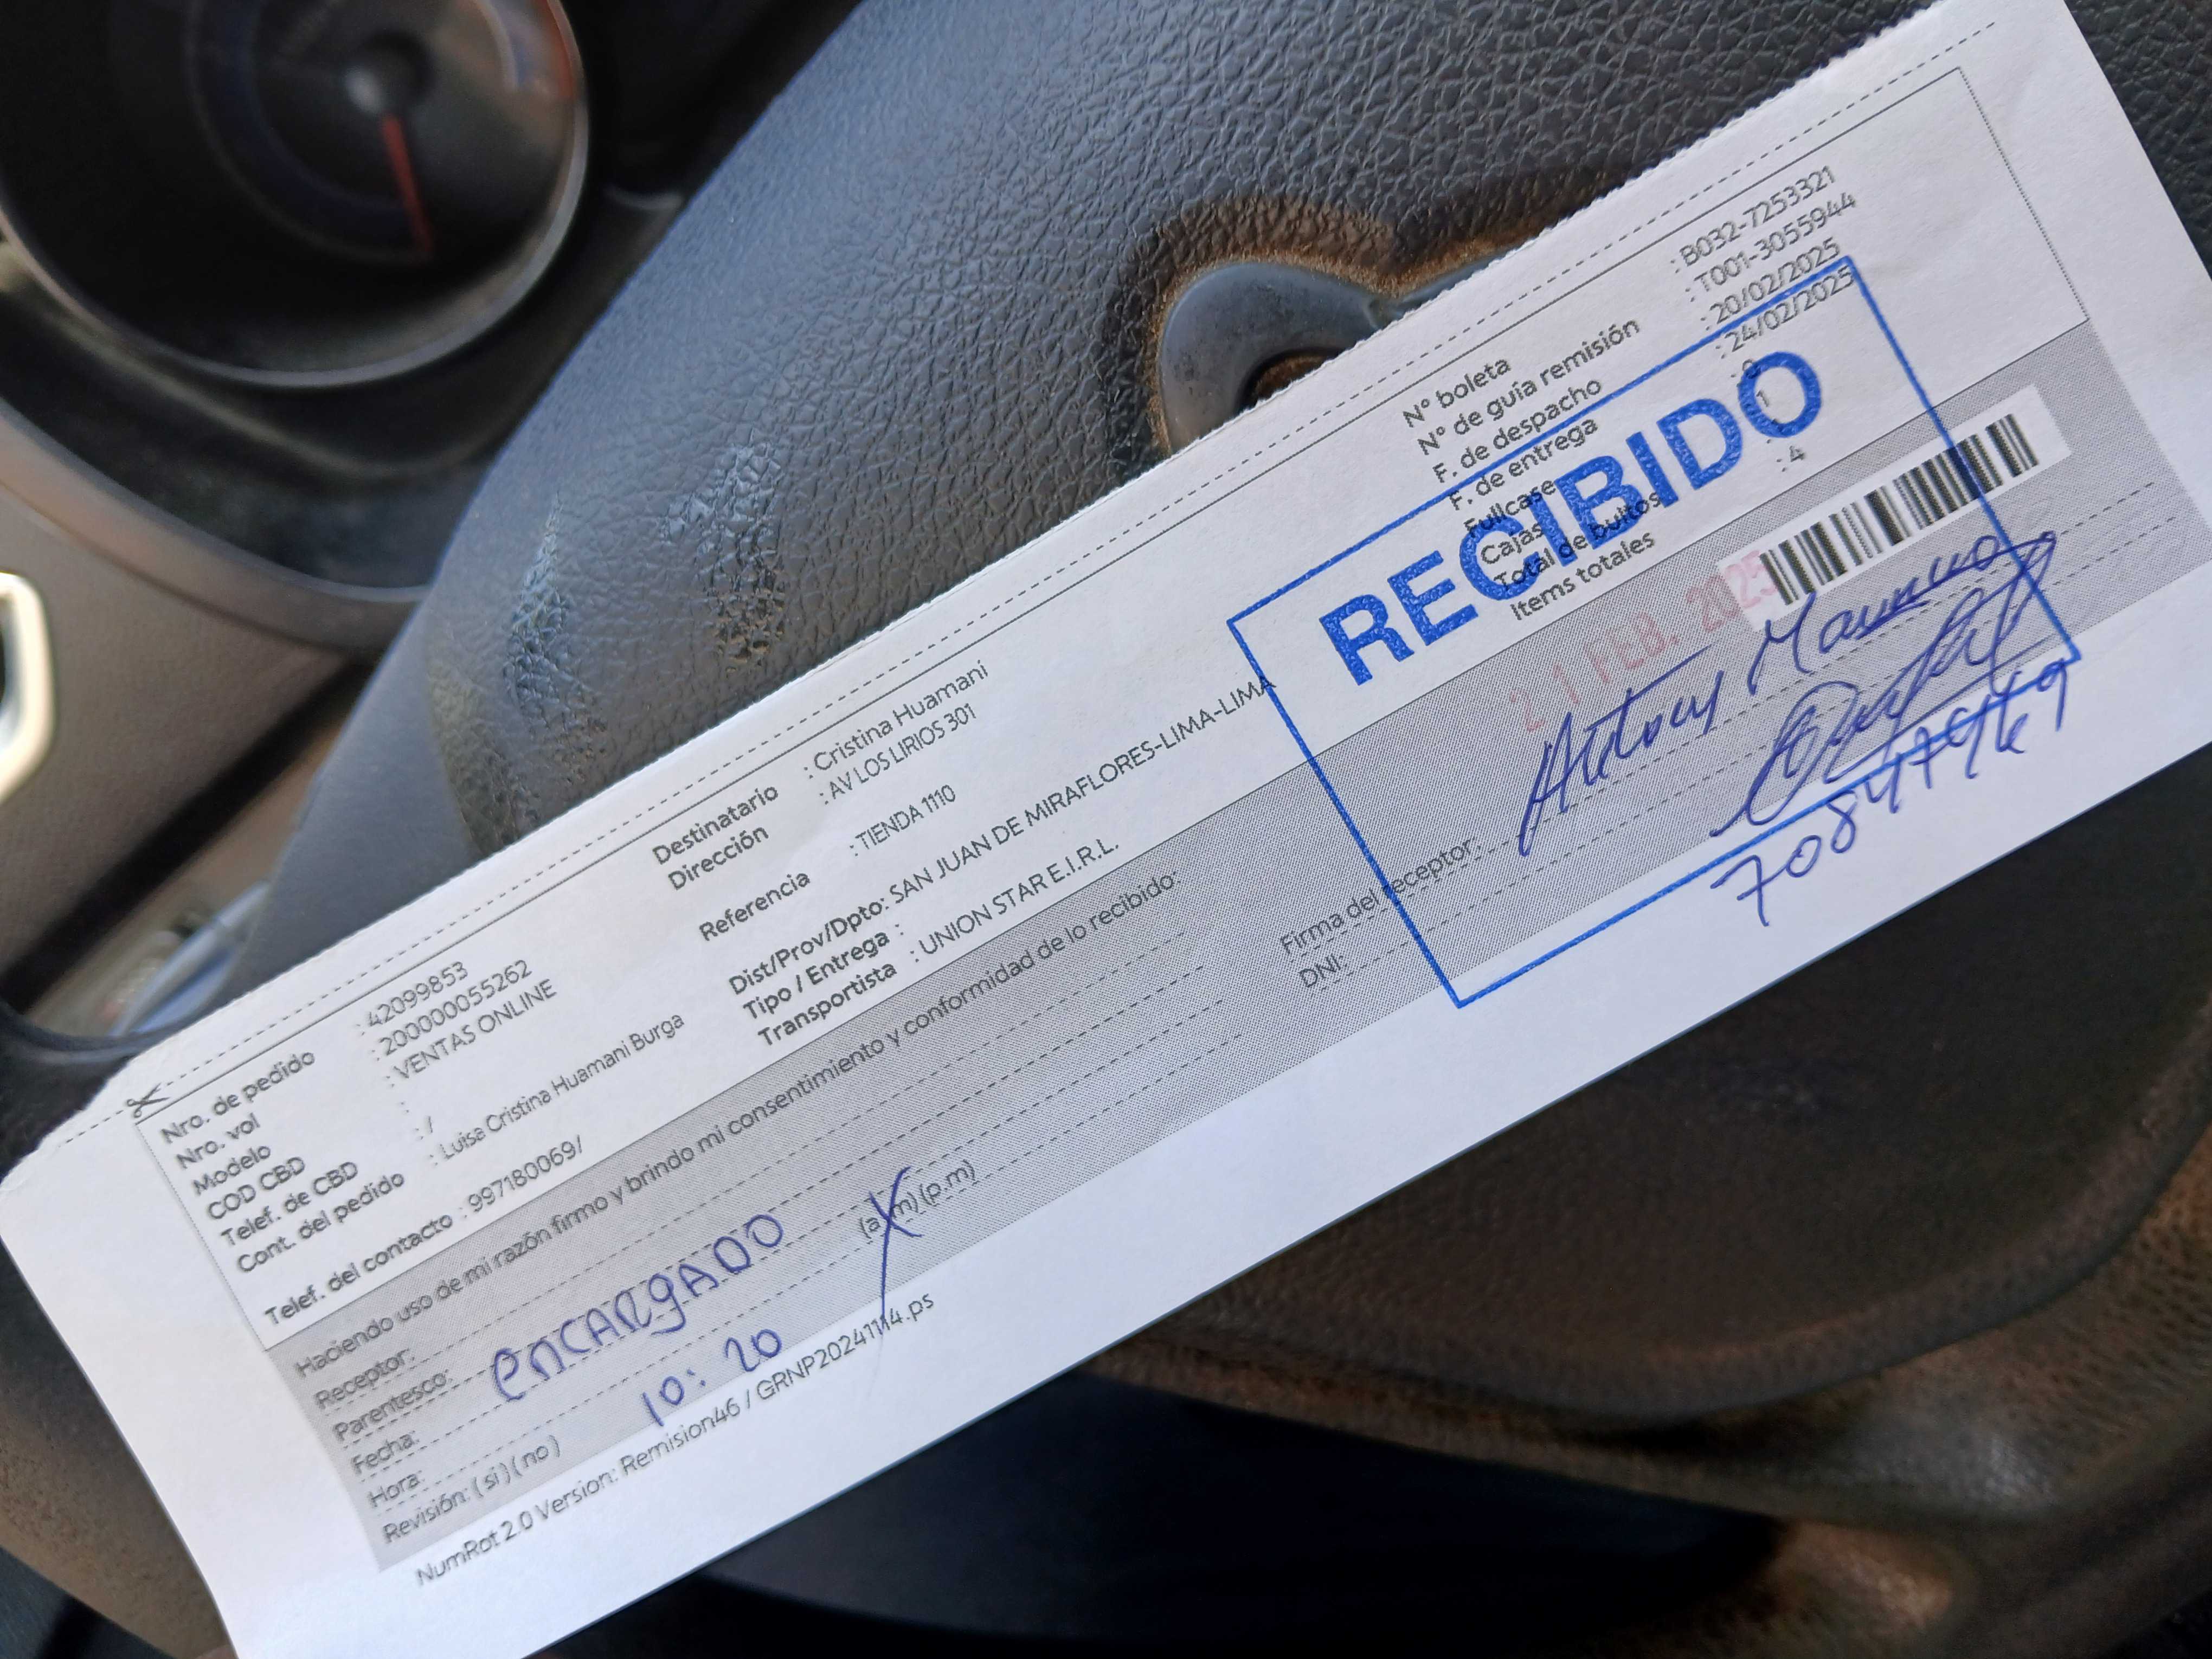 Nro. de pedido : 42099853
Nro. vol : 200000055262
Modelo : VENTAS ONLINE
COD CBD :
Telef. de CBD : /
Cont. del pedido : Luisa Cristina Huamani Burga
Telef. del contacto : 997180069/
Destinatario : Cristina Huamani
Dirección : AV LOS LIRIOS 301
Referencia : TIENDA 1110
Dist/Prov/Dpto: SAN JUAN DE MIRAFLORES-LIMA-LIMA
Tipo / Entrega :
Transportista : UNION STAR E.I.R.L.
N° boleta : B032-7253321
N° de guía remisión : T001-3055944
F. de despacho : 20/02/2025
F. de entrega : 24/02/2025
Fullcase : 0
Cajas : 1
Total de bultos :
Items totales : 4
RECIBIDO
21 FEB. 2025
Haciendo uso de mi razón firmo y brindo mi consentimiento y conformidad de lo recibido:
Receptor:
Parentesco: encargado
Fecha:
Hora: 10:20 (a.m) (p.m)
Revisión: ( si ) ( no )
Firma del receptor:
DNI: 70847969
NumRot 2.0 Version: Remision46 / GRNP20241114.ps